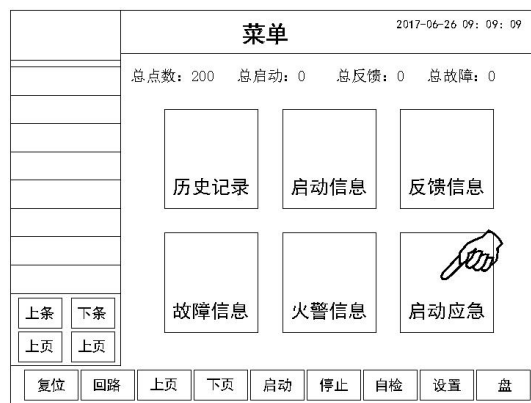 菜单
2017-06-26 09: 09: 09
总点数: 200 总启动: 0 总反馈: 0 总故障: 0
历史记录 启动信息 反馈信息
故障信息 火警信息 启动应急
上条 下条
上页 上页
复位 回路 上页 下页 启动 停止 自检 设置 盘